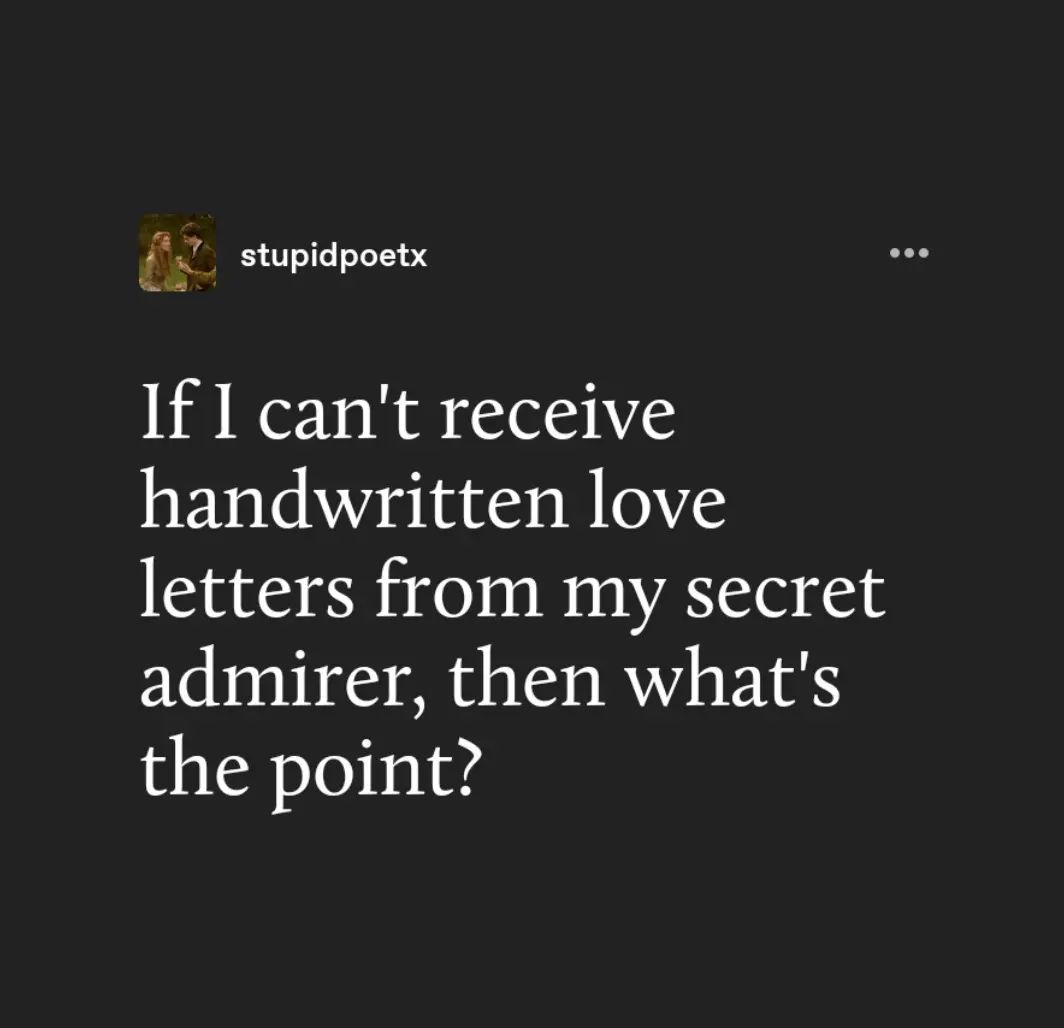 stupidpoetx
If I can't receive
handwritten love
letters from my secret
admirer, then what's
the point?